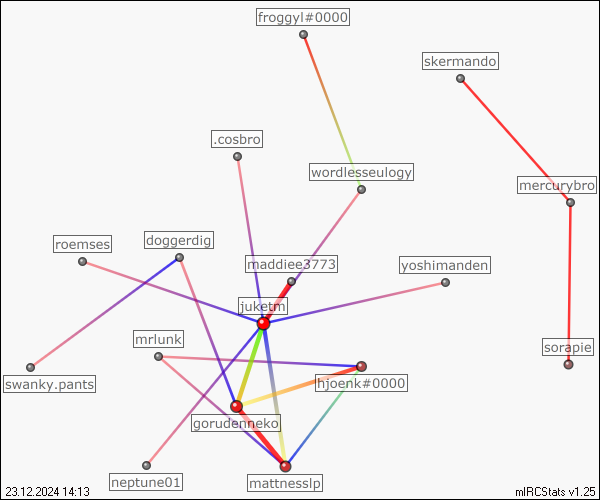 froggyl#0000
skermando
.cosbro
wordlesseulogy
mercurybro
roemses
doggerdig
maddiee3773
yoshimanden
juketm
mrlunk
sorapie
swanky.pants
hjoenk#0000
gorudenneko
neptune01
mattnesslp
23.12.2024 14:13
mIRCStats v1.25